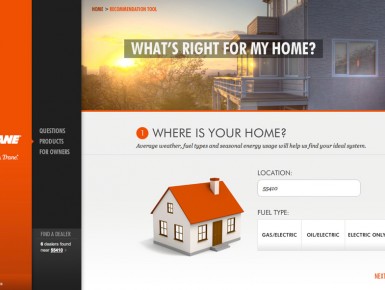 HOME > RECOMMENDATION TOOL
WHAT'S RIGHT FOR MY HOME?
ANE
Trane!
QUESTIONS
PRODUCTS
FOR OWNERS
1 WHERE IS YOUR HOME?
Average weather, fuel types and seasonal energy usage will help us find your ideal system.
LOCATION:
55410
FUEL TYPE:
GAS/ELECTRIC OIL/ELECTRIC ELECTRIC ONLY
FIND A DEALER
6 dealers found
near 55410
NEXT